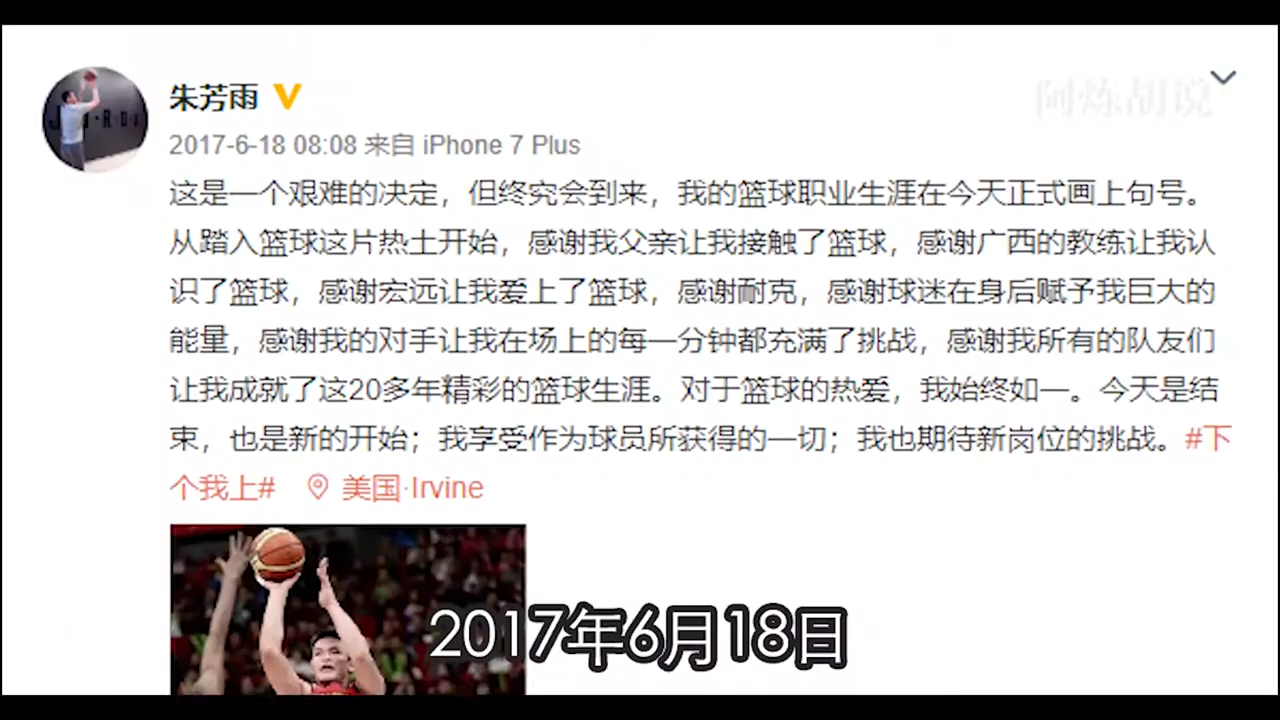 朱芳雨
阿炼胡说
2017-6-18 08:08 来自 iPhone 7 Plus
这是一个艰难的决定，但终究会到来，我的篮球职业生涯在今天正式画上句号。
从踏入篮球这片热土开始，感谢我父亲让我接触了篮球，感谢广西的教练让我认
识了篮球，感谢宏远让我爱上了篮球，感谢耐克，感谢球迷在身后赋予我巨大的
能量，感谢我的对手让我在场上的每一分钟都充满了挑战，感谢我所有的队友们
让我成就了这20多年精彩的篮球生涯。对于篮球的热爱，我始终如一。今天是结
束，也是新的开始；我享受作为球员所获得的一切；我也期待新岗位的挑战。#下
个我上# 美国·Irvine
2017年6月18日